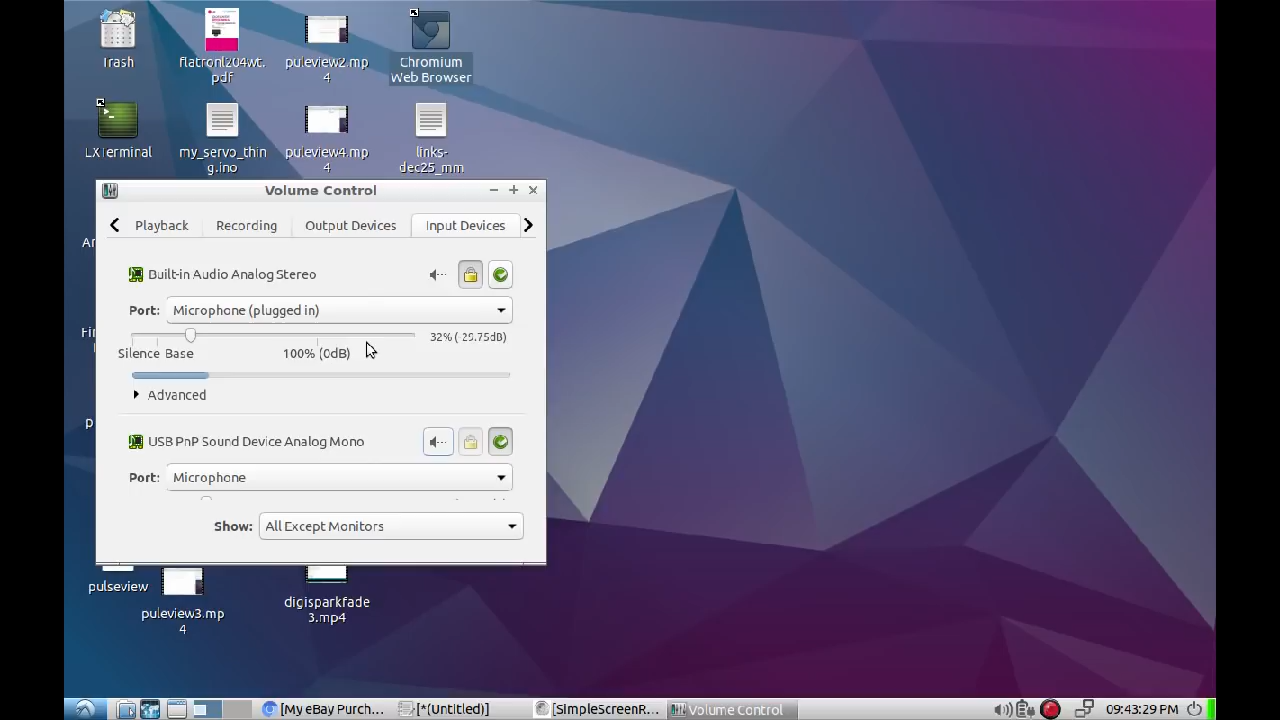 Trash
flatronl204wt.
pdf
puleview2.mp
4
Chromium
Web Browser
LXTerminal
my_servo_thin
g.ino
puleview4.mp
4
links-
dec25_mm
Volume Control
Playback
Recording
Output Devices
Input Devices
Built-in Audio Analog Stereo
Port:
Microphone (plugged in)
32% (-29.75dB)
Silence
Base
100% (0dB)
Advanced
USB PnP Sound Device Analog Mono
Port:
Microphone
Show:
All Except Monitors
pulseview
puleview3.mp
4
digisparkfade
3.mp4
[My eBay Purch...
[*(Untitled)]
[SimpleScreenR...
Volume Control
09:43:29 PM